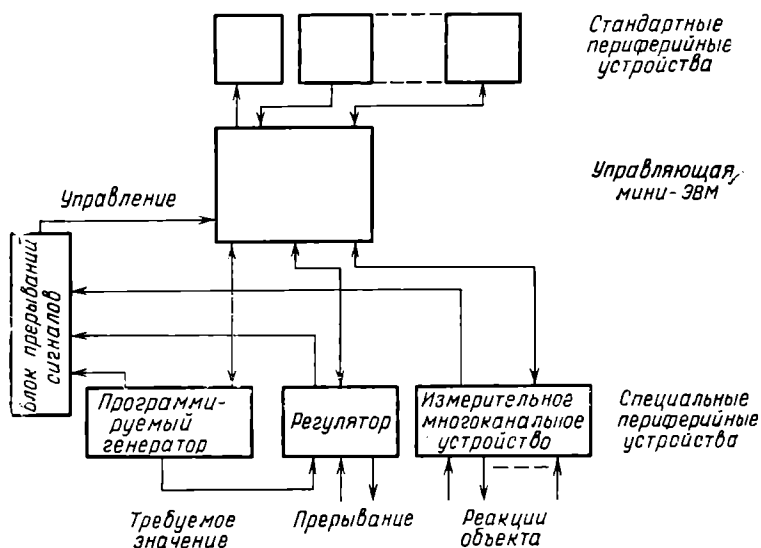 Стандартные
периферийные
устройства
Управляющая
мини-ЭВМ
Управление
Блок прерываний
сигналов
Программи-
руемый
генератор
Регулятор
Измерительное
многоканальное
устройство
Специальные
периферийные
устройства
Требуемое
значение
Прерывание
Реакции
объекта